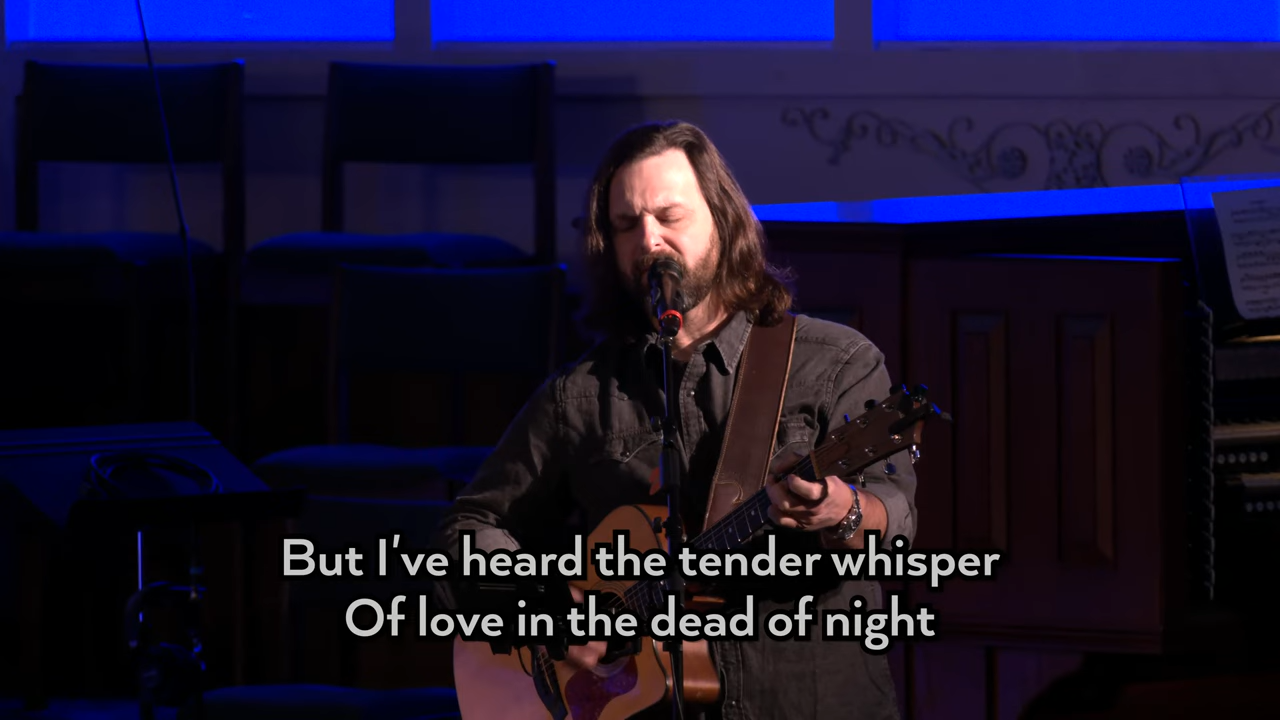 But I've heard the tender whisper
Of love in the dead of night